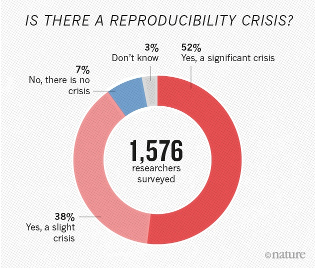 IS THERE A REPRODUCIBILITY CRISIS?
3%
Don't know
52%
Yes, a significant crisis
7%
No, there is no
crisis
1,576
researchers
surveyed
38%
Yes, a slight
crisis
©nature